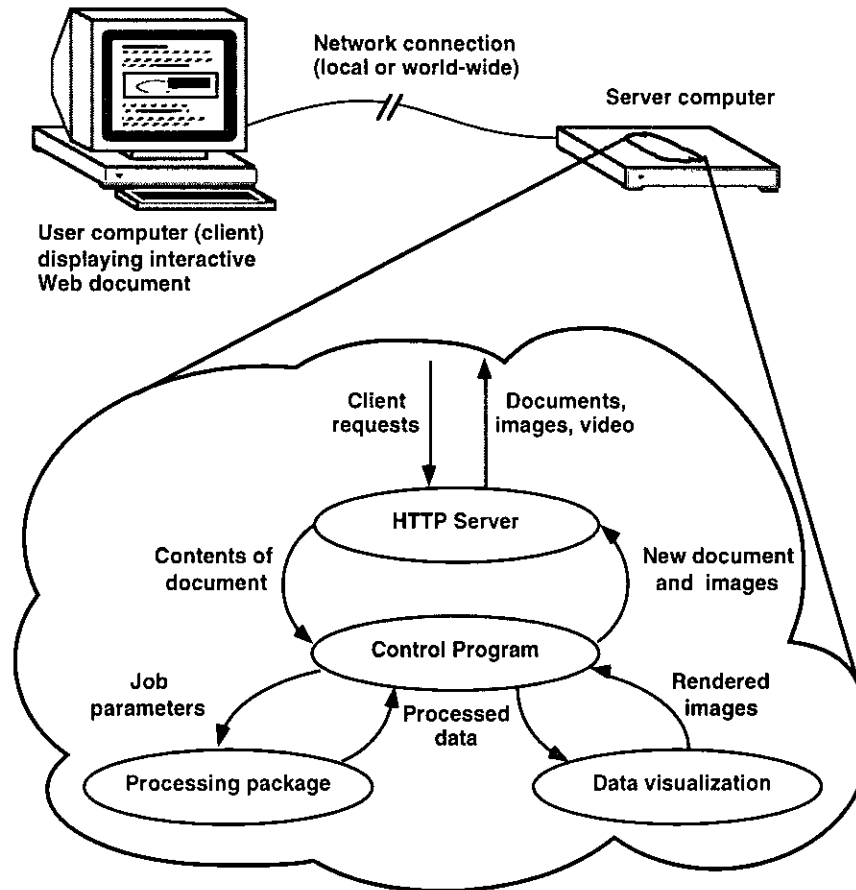 Network connection
(local or world-wide)
Server computer
User computer (client)
displaying interactive
Web document
Client
requests
Documents,
images, video
HTTP Server
Contents of
document
New document
and images
Control Program
Job
parameters
Processed
data
Rendered
images
Processing package
Data visualization